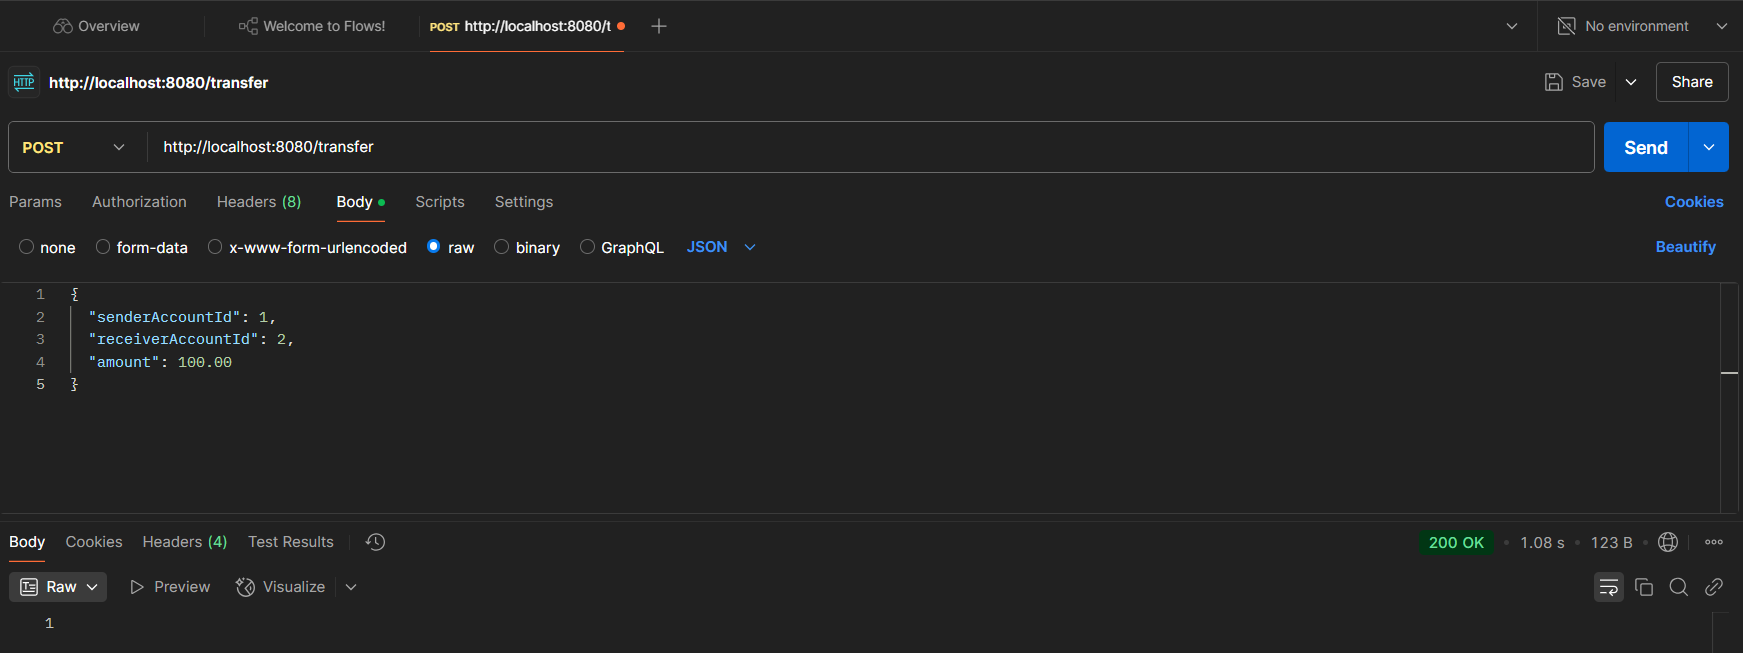 Overview
Welcome to Flows!
POST http://localhost:8080/t
No environment
HTTP
http://localhost:8080/transfer
Save
Share
POST
http://localhost:8080/transfer
Send
Params
Authorization
Headers (8)
Body
Scripts
Settings
Cookies
none
form-data
x-www-form-urlencoded
raw
binary
GraphQL
JSON
Beautify
1 {
2 "senderAccountId": 1,
3 "receiverAccountId": 2,
4 "amount": 100.00
5 }
Body
Cookies
Headers (4)
Test Results
200 OK
1.08 s
123 B
Raw
Preview
Visualize
1